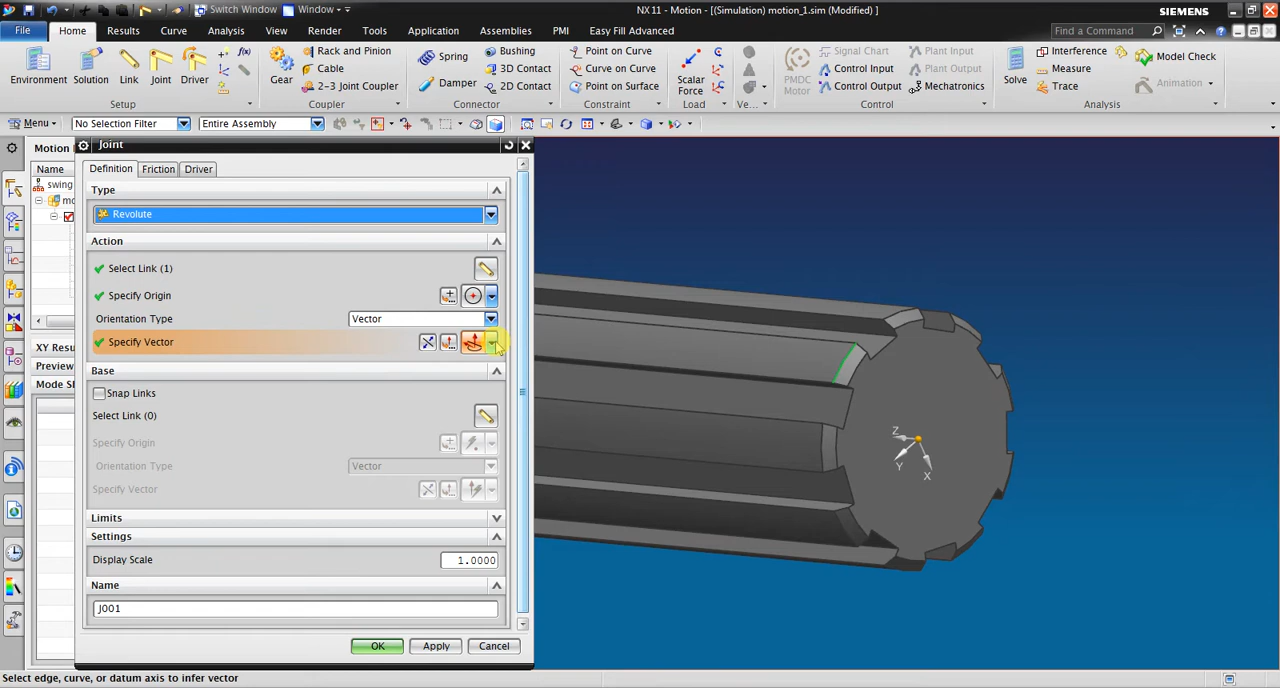 Switch Window Window NX 11 - Motion - [(Simulation) motion_1.sim (Modified) ] SIEMENS
File Home Results Curve Analysis View Render Tools Application Assemblies PMI Easy Fill Advanced Find a Command
Environment Solution Link Joint Driver f(x) Gear Rack and Pinion Spring Bushing Point on Curve Scalar Force PMDC Motor Signal Chart Plant Input Solve Interference Model Check
Cable Damper 3D Contact Curve on Curve Control Input Plant Output Measure Animation
2-3 Joint Coupler 2D Contact Point on Surface Control Output Mechatronics Trace
Setup Coupler Connector Constraint Load Ve... Control Analysis
Menu No Selection Filter Entire Assembly
Joint
Motion
Name
swing
mo
XY Resu
Preview
Mode S
Definition Friction Driver
Type
Revolute
Action
Select Link (1)
Specify Origin
Orientation Type Vector
Specify Vector
Base
Snap Links
Select Link (0)
Specify Origin
Orientation Type Vector
Specify Vector
Limits
Settings
Display Scale 1.0000
Name
J001
OK Apply Cancel
Z
Y
X
Select edge, curve, or datum axis to infer vector